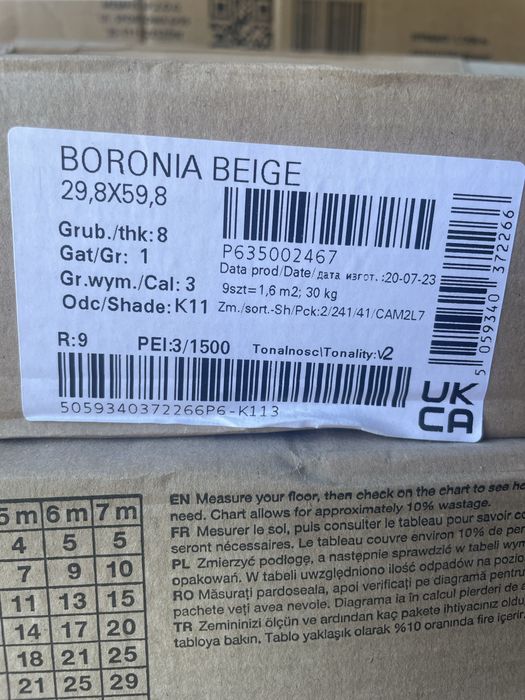 BORONIA BEIGE
29,8X59,8
Grub./thk: 8
Gat/Gr: 1
Gr.wym./Cal: 3
Odc/Shade: K11
P635002467
Data prod/Date/дата изгот. :20-07-23
9szt=1,6 m2; 30 kg
Zm./sort.-Sh/Pck:2/241/41/CAM2L7
R:9 PEI:3/1500 Tonalnosc\Tonality:V2
5059340372266P6-K113
5 059340 372266
UK
CA
5 m 6 m 7 m
4 5 5
7 9 10
11 13 15
14 17 20
18 21 25
21 25 29
EN Measure your floor, then check on the chart to see
need. Chart allows for approximately 10% wastage.
FR Mesurer le sol, puis consulter le tableau pour savoir
seront nécessaires. Le tableau couvre environ 10% de
PL Zmierzyć podłogę, a następnie sprawdzić w tabeli
opakowań. W tabeli uwzględniono ilość odpadów na
RO Măsurați pardoseala, apoi verificați pe diagramă
pachete veți avea nevoie. Diagrama ia în calcul pierderi de
TR Zemininizi ölçün ve ardından kaç pakete ihtiyacınız
tabloya bakın. Tablo yaklaşık olarak %10 oranında fire